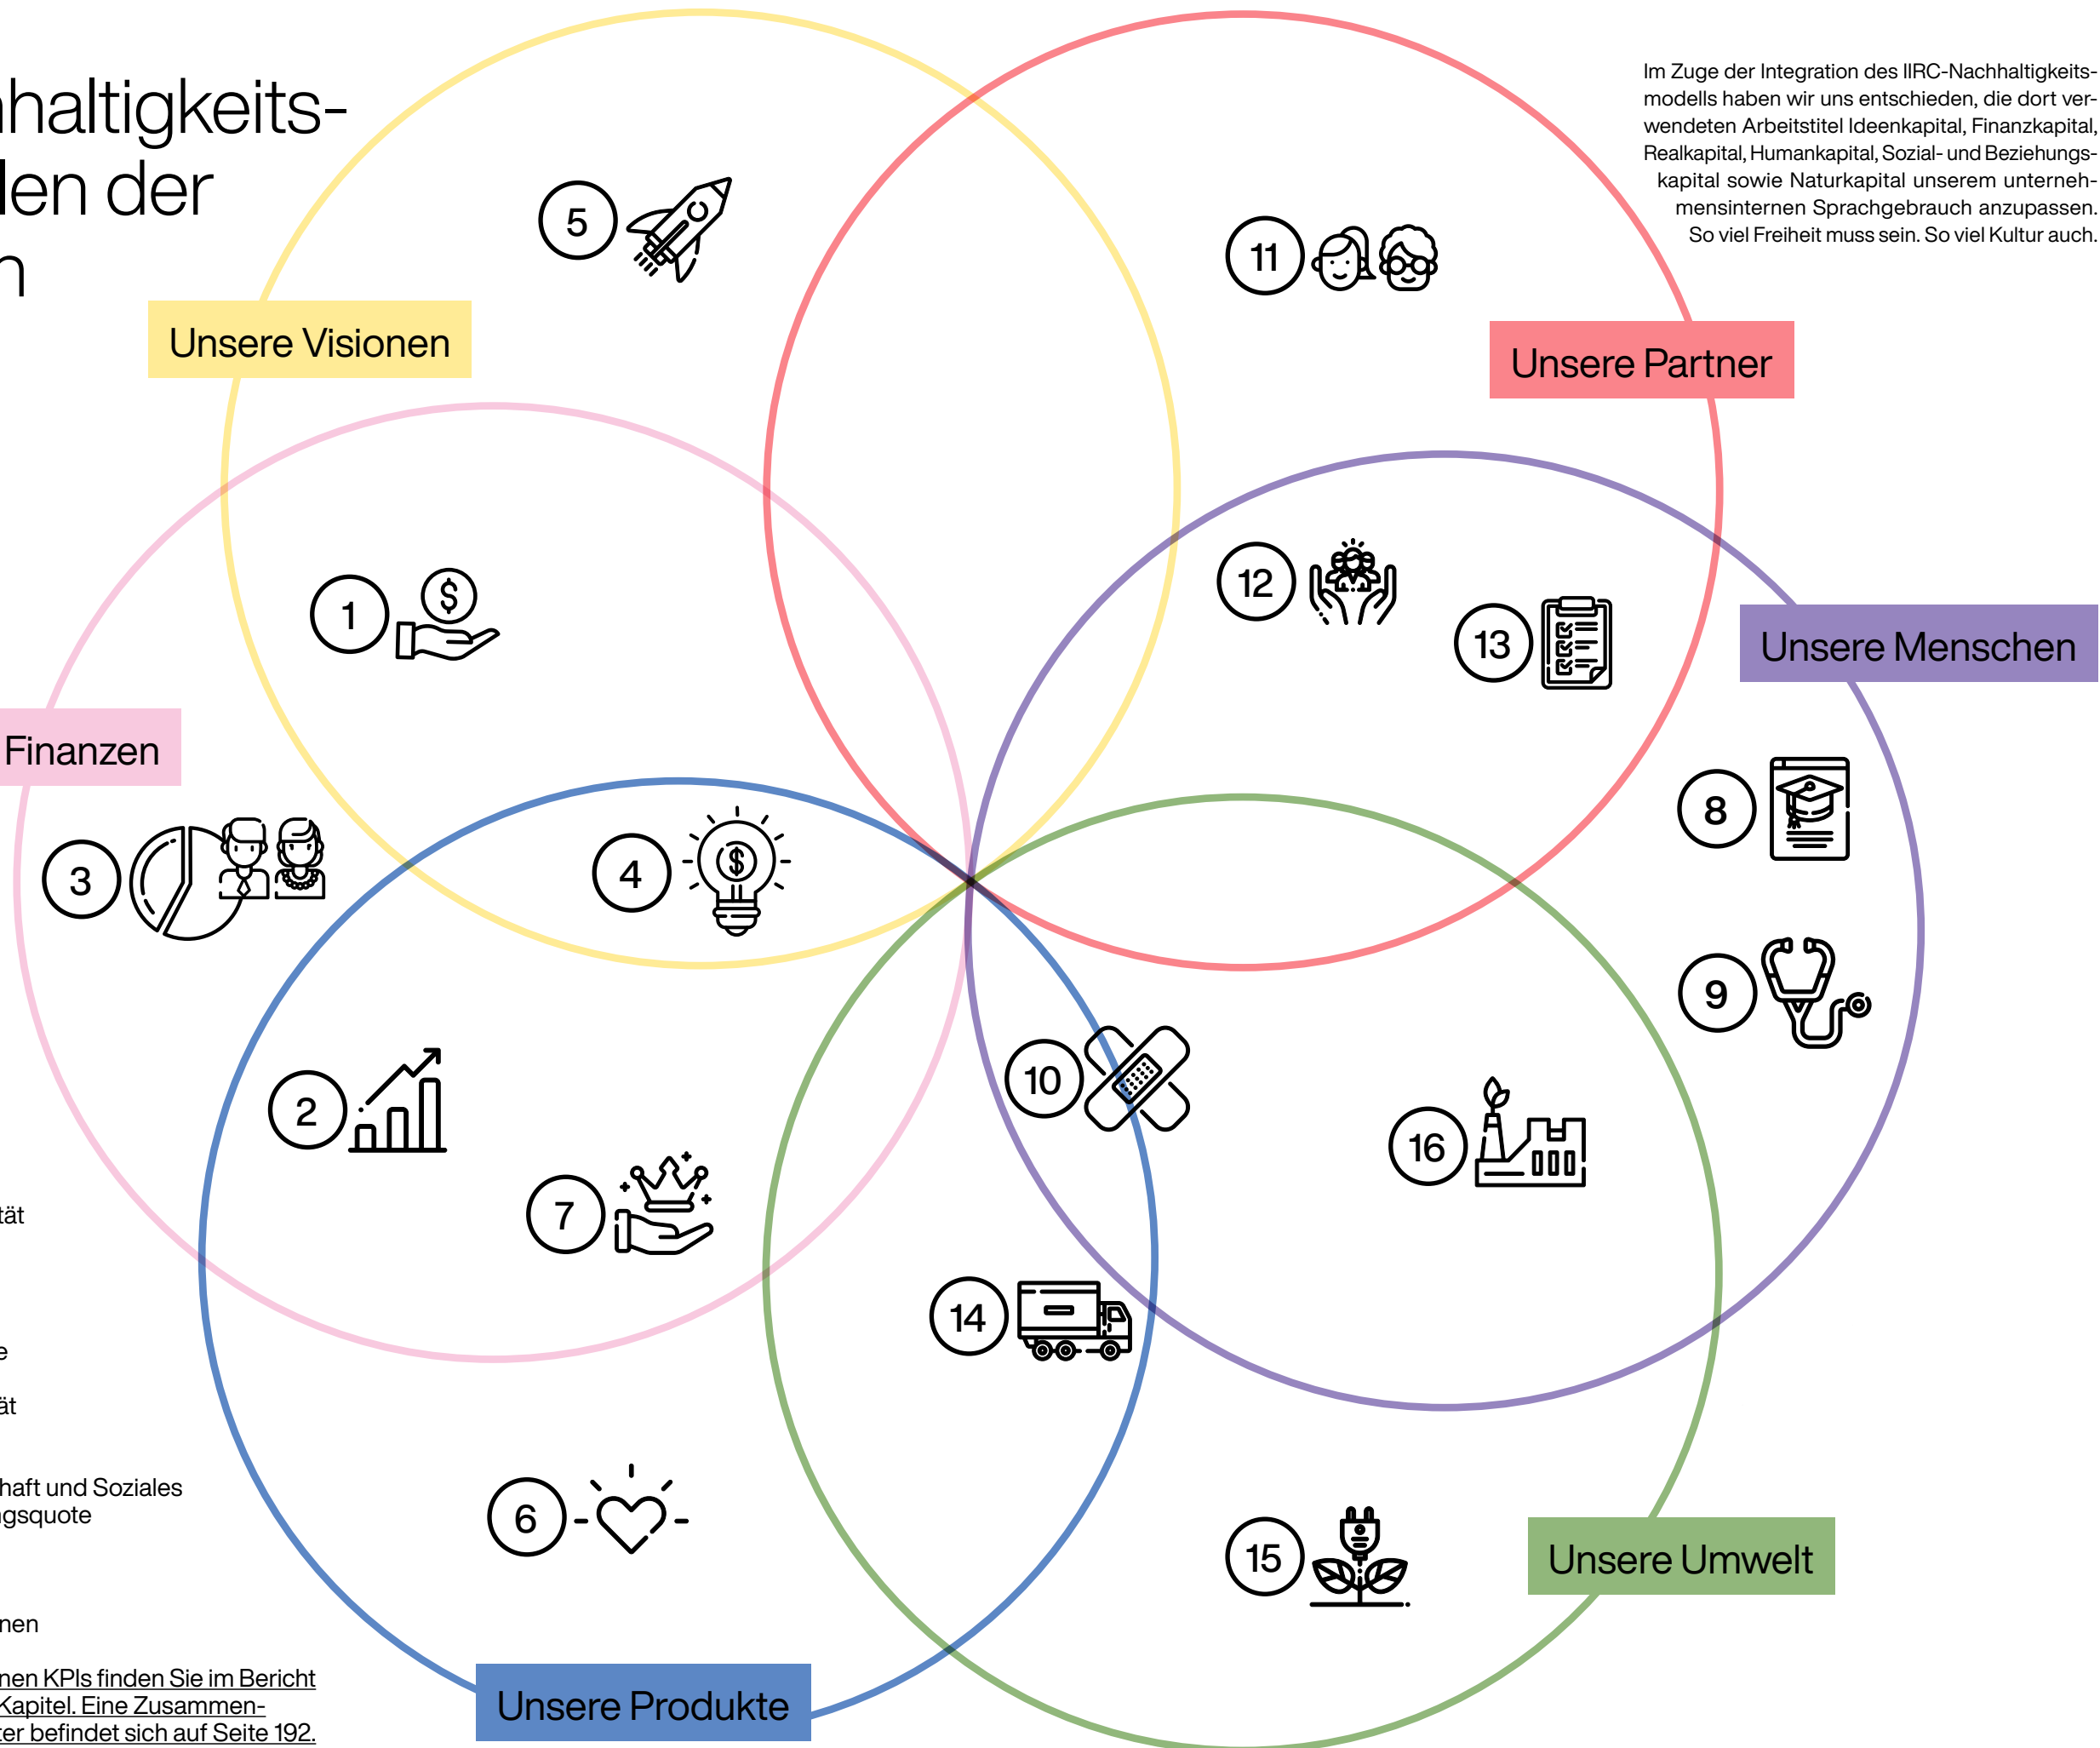 haltigkeits-
len der
n
Im Zuge der Integration des IIRC-Nachhaltigkeits-
modells haben wir uns entschieden, die dort ver-
wendeten Arbeitstitel Ideenkapital, Finanzkapital,
Realkapital, Humankapital, Sozial- und Beziehungs-
kapital sowie Naturkapital unserem unterneh-
mensinternen Sprachgebrauch anzupassen.
So viel Freiheit muss sein. So viel Kultur auch.
5
11
Unsere Visionen
Unsere Partner
12
1
13
Unsere Menschen
Finanzen
8
3
4
9
10
2
16
7
14
6
15
tät
e
ät
haft und Soziales
ngsquote
nen
nen KPIs finden Sie im Bericht
Kapitel. Eine Zusammen-
ter befindet sich auf Seite 192.
Unsere Umwelt
Unsere Produkte